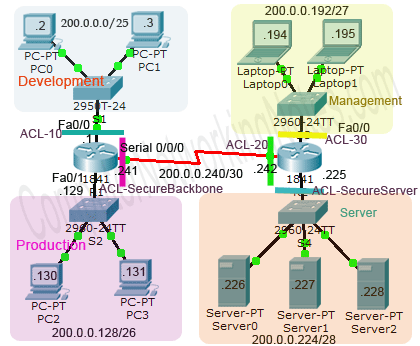 200.0.0.0/25
.2
PC-PT
PC0
.3
PC-PT
PC1
Development
2950T-24
S1
Fa0/0
ACL-10
200.0.0.192/27
.194
.195
Laptop-PT
Laptop0
Laptop-PT
Laptop1
Management
2960-24TT
Fa0/0
ACL-30
Serial 0/0/0
ACL-20
1841
.241
200.0.0.240/30
.242
1841
.225
Fa0/1
.129
ACL-SecureBackbone
ACL-SecureServer
Production
2960-24TT
S2
.130
PC-PT
PC2
.131
PC-PT
PC3
200.0.0.128/26
Server
2960-24TT
S4
.226
.227
.228
Server-PT
Server0
Server-PT
Server1
Server-PT
Server2
200.0.0.224/28